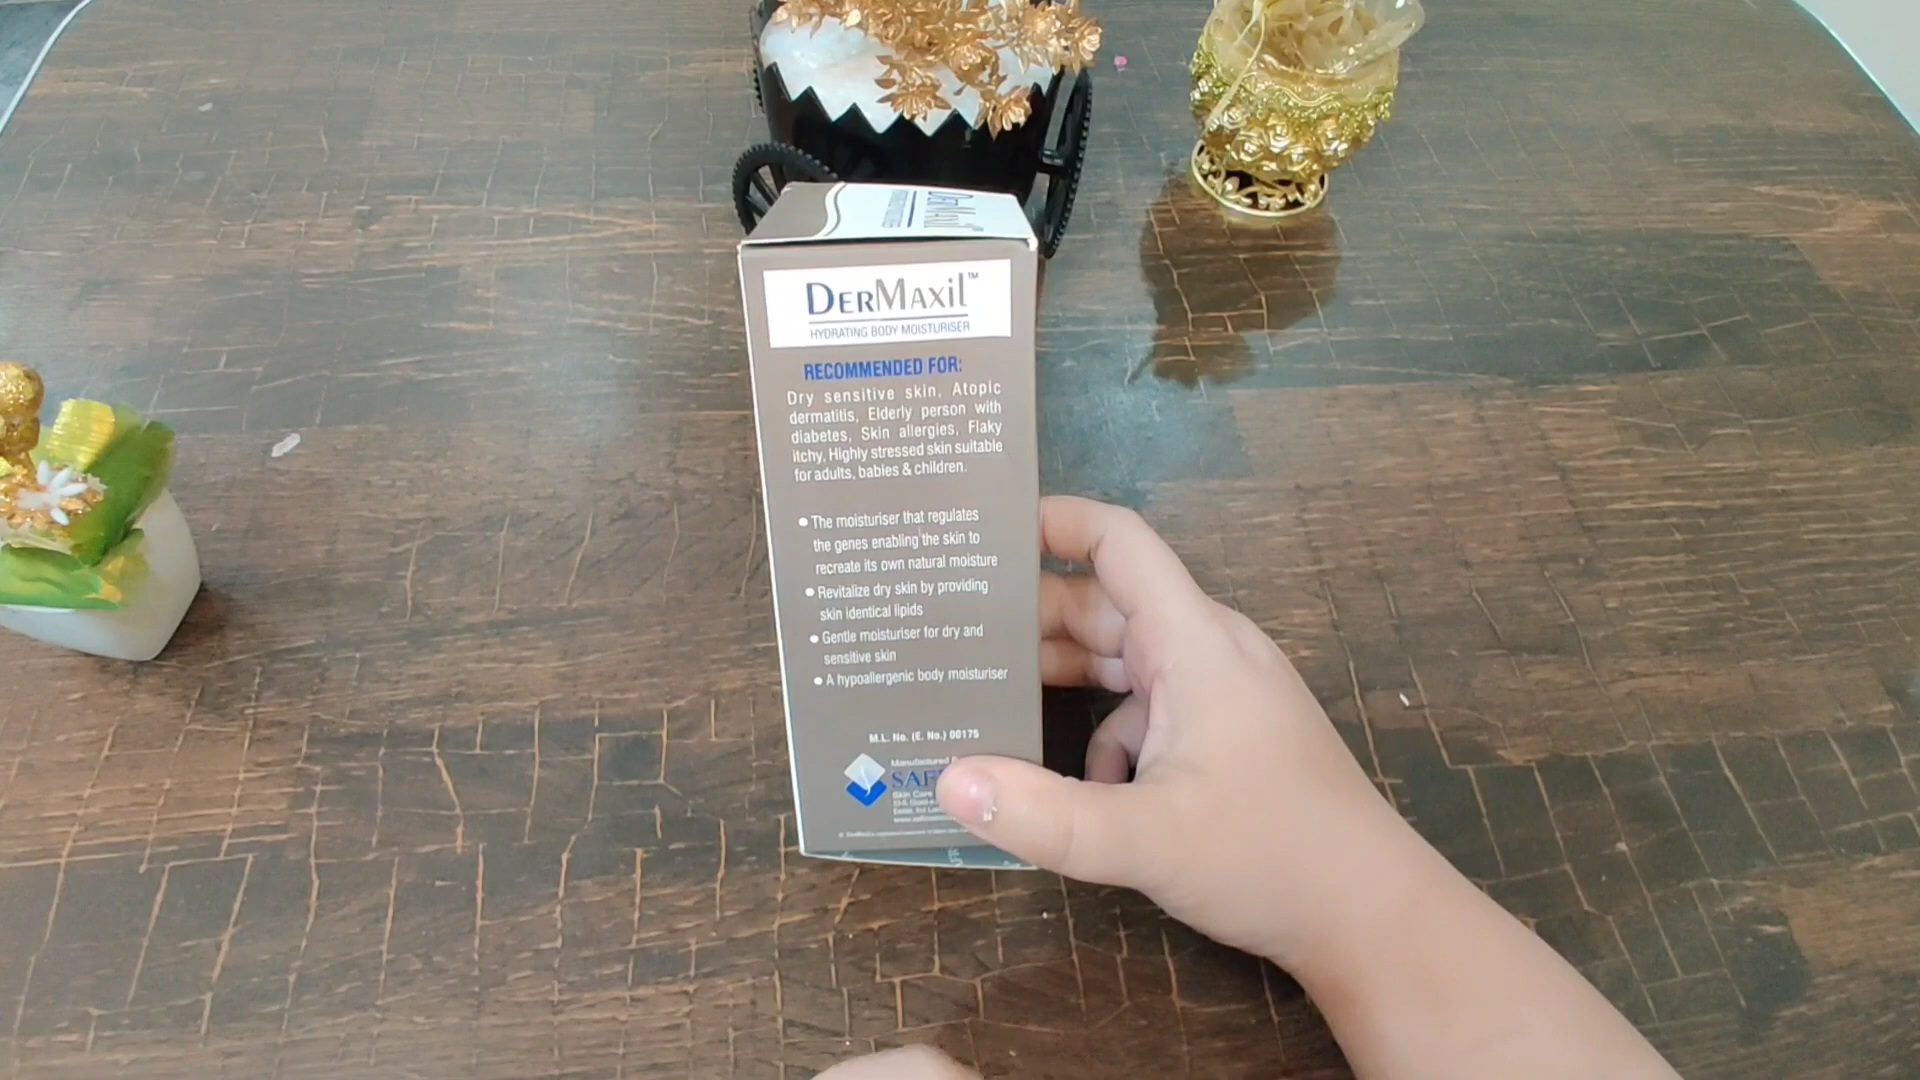 DERMAXIL™
HYDRATING BODY MOISTURISER
RECOMMENDED FOR:
Dry sensitive skin, Atopic
dermatitis, Elderly person with
diabetes, Skin allergies, Flaky
itchy, Highly stressed skin suitable
for adults, babies & children.
● The moisturiser that regulates
the genes enabling the skin to
recreate its own natural moisture
● Revitalize dry skin by providing
skin identical lipids
● Gentle moisturiser for dry and
sensitive skin
● A hypoallergenic body moisturiser
M.L. No. (E. No.) 00175
Manufactured
Skin Care